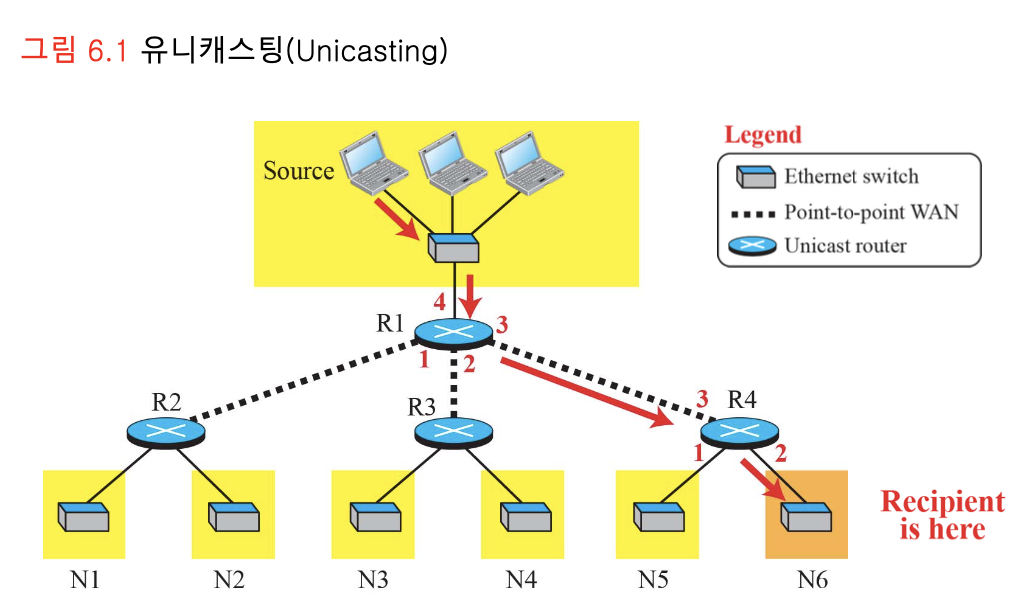 그림 6.1 유니캐스팅(Unicasting)
Source
Legend
Ethernet switch
Point-to-point WAN
Unicast router
4
R1
3
1
2
R2
R3
3
R4
1
2
Recipient
is here
N1
N2
N3
N4
N5
N6